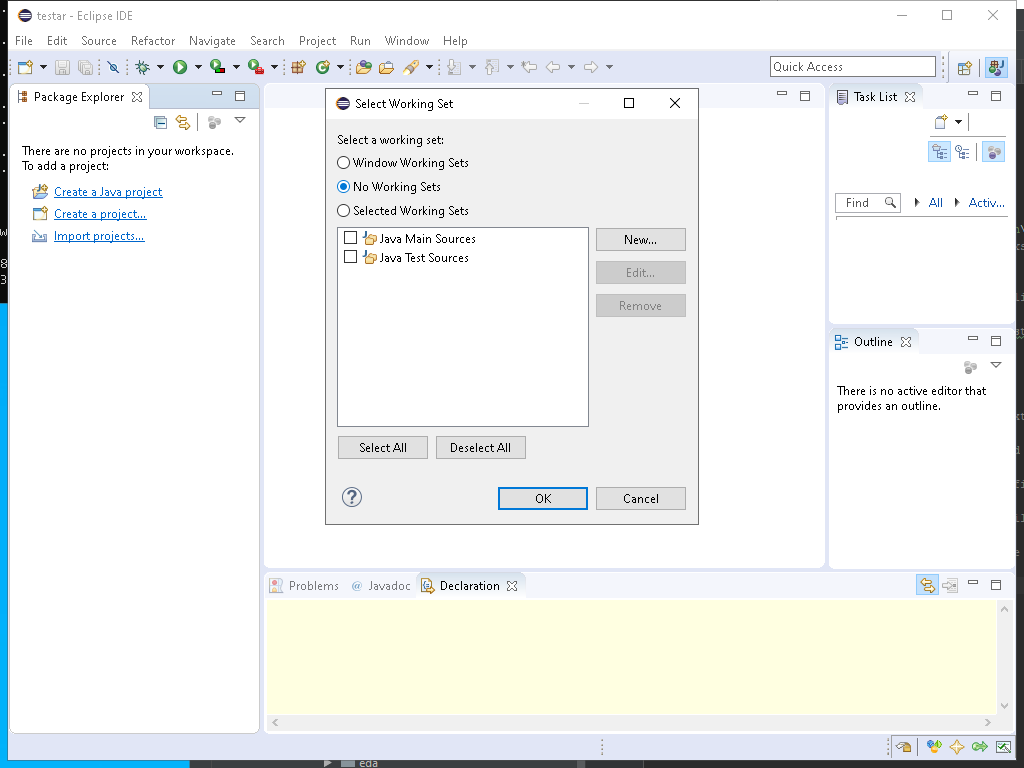 testar - Eclipse IDE
File Edit Source Refactor Navigate Search Project Run Window Help
Quick Access
Package Explorer
There are no projects in your workspace.
To add a project:
Create a Java project
Create a project...
Import projects...
Select Working Set
Select a working set:
Window Working Sets
No Working Sets
Selected Working Sets
Java Main Sources
Java Test Sources
New...
Edit...
Remove
Select All Deselect All
OK Cancel
Task List
Find All Activ...
Outline
There is no active editor that
provides an outline.
Problems @ Javadoc Declaration
eda